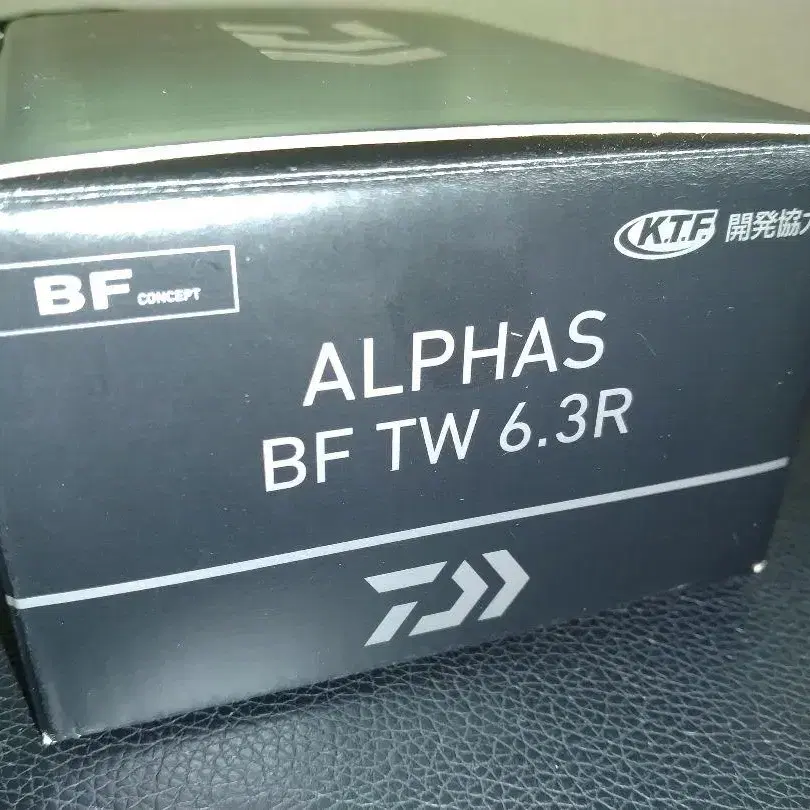 K.T.F. 開発協
BF CONCEPT
ALPHAS
BF TW 6.3R